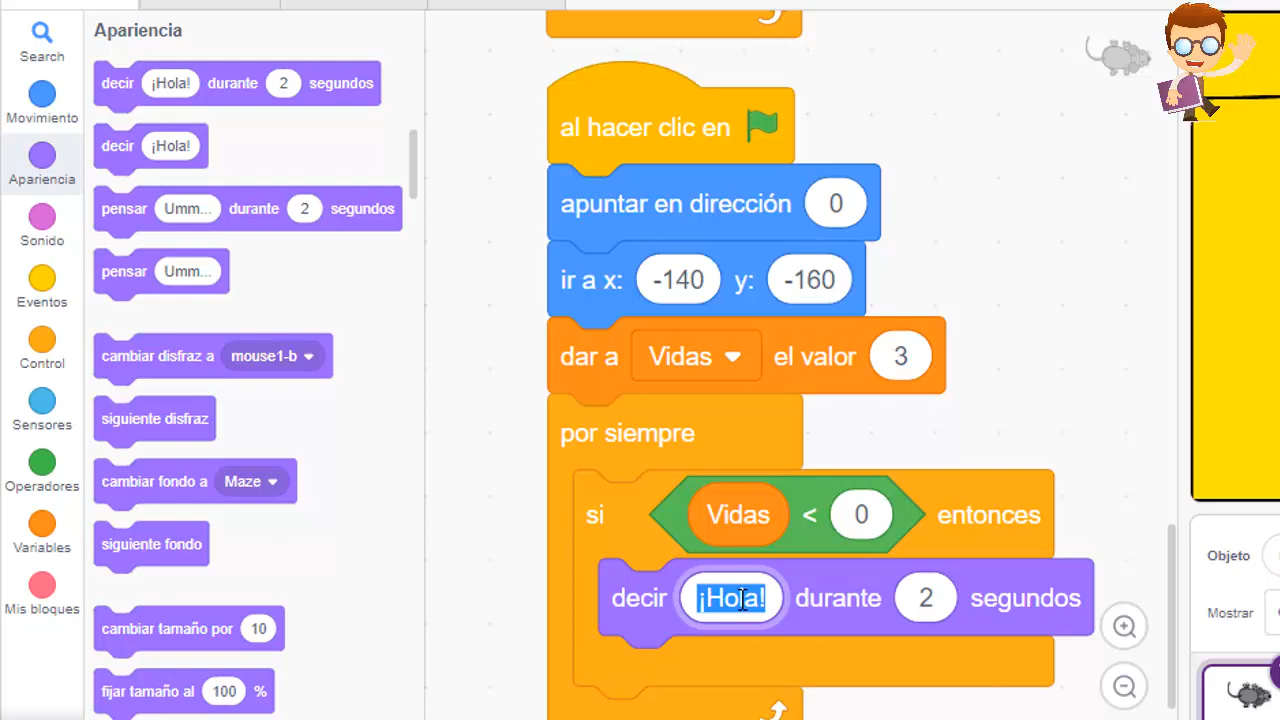 Search
Movimiento
Apariencia
Sonido
Eventos
Control
Sensores
Operadores
Variables
Mis bloques
Apariencia
decir ¡Hola! durante 2 segundos
decir ¡Hola!
pensar Umm... durante 2 segundos
pensar Umm...
cambiar disfraz a mouse1-b
siguiente disfraz
cambiar fondo a Maze
siguiente fondo
cambiar tamaño por 10
fijar tamaño al 100 %
al hacer clic en
apuntar en dirección 0
ir a x: -140 y: -160
dar a Vidas el valor 3
por siempre
si Vidas < 0 entonces
decir ¡Hola! durante 2 segundos
Objeto
Mostrar